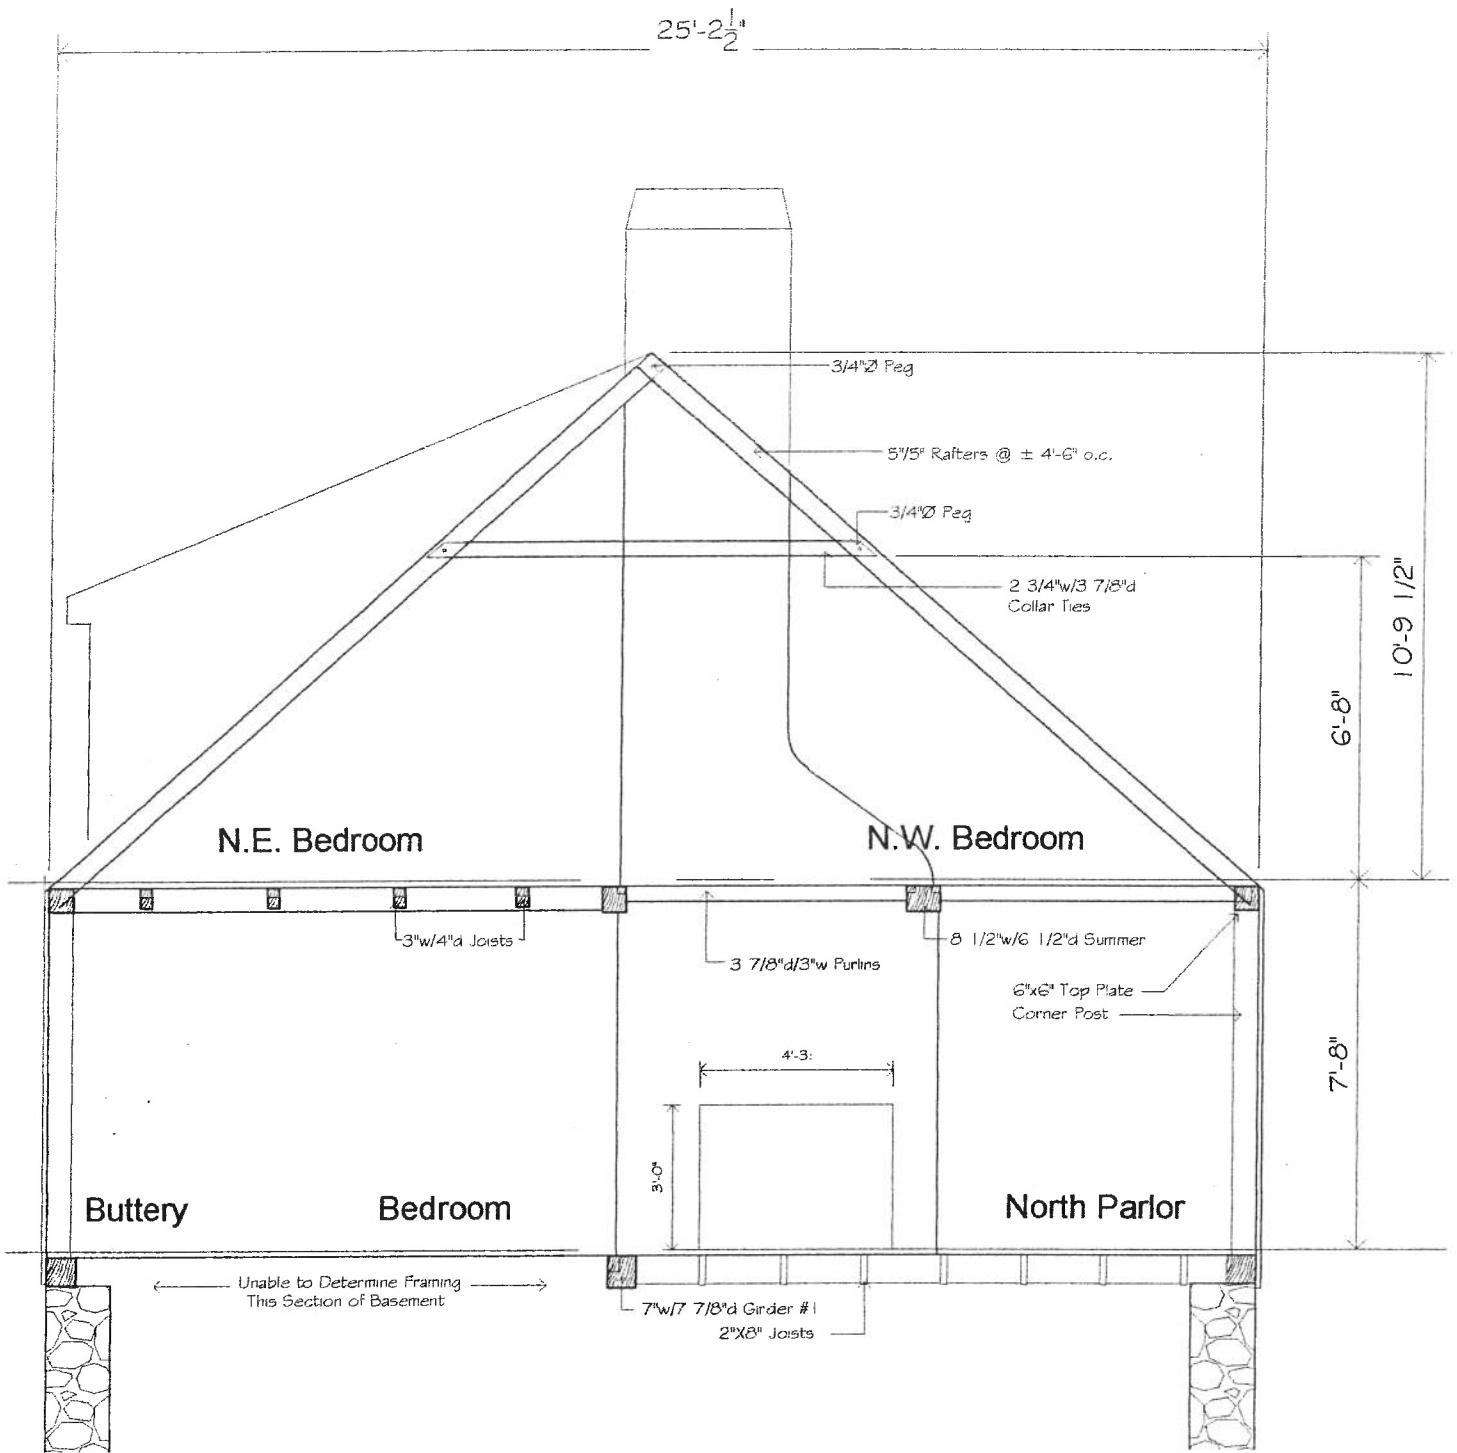 25'-2 1/2"
3/4"Ø Peg
5"/5" Rafters @ ± 4'-6" o.c.
3/4"Ø Peg
2 3/4"w/3 7/8"d
Collar Ties
10'-9 1/2"
6'-8"
N.E. Bedroom
N.W. Bedroom
3"w/4"d Joists
8 1/2"w/6 1/2"d Summer
3 7/8"d/3"w Purlins
6"x6" Top Plate
Corner Post
4'-3:
7'-8"
3'-0"
Buttery
Bedroom
North Parlor
Unable to Determine Framing
This Section of Basement
7"w/7 7/8"d Girder #1
2"X8" Joists